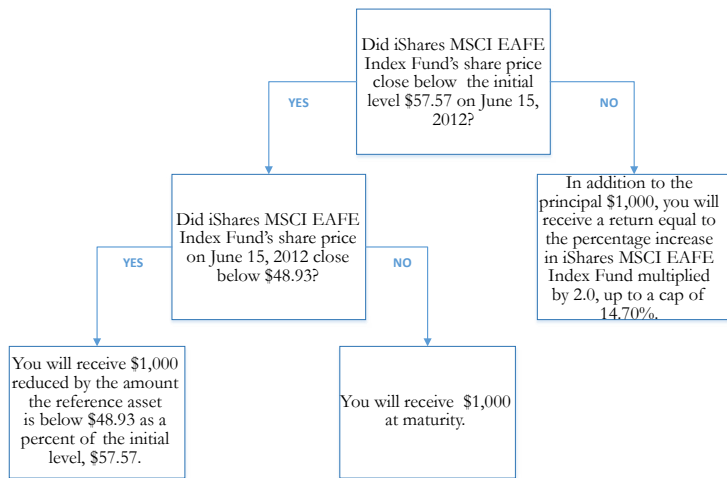 Did iShares MSCI EAFE
Index Fund's share price
close below the initial
level $57.57 on June 15,
2012?
YES
NO
Did iShares MSCI EAFE
Index Fund's share price
on June 15, 2012 close
below $48.93?
In addition to the
principal $1,000, you will
receive a return equal to
the percentage increase
in iShares MSCI EAFE
Index Fund multiplied
by 2.0, up to a cap of
14.70%.
YES
NO
You will receive $1,000
reduced by the amount
the reference asset
is below $48.93 as a
percent of the initial
level, $57.57.
You will receive $1,000
at maturity.